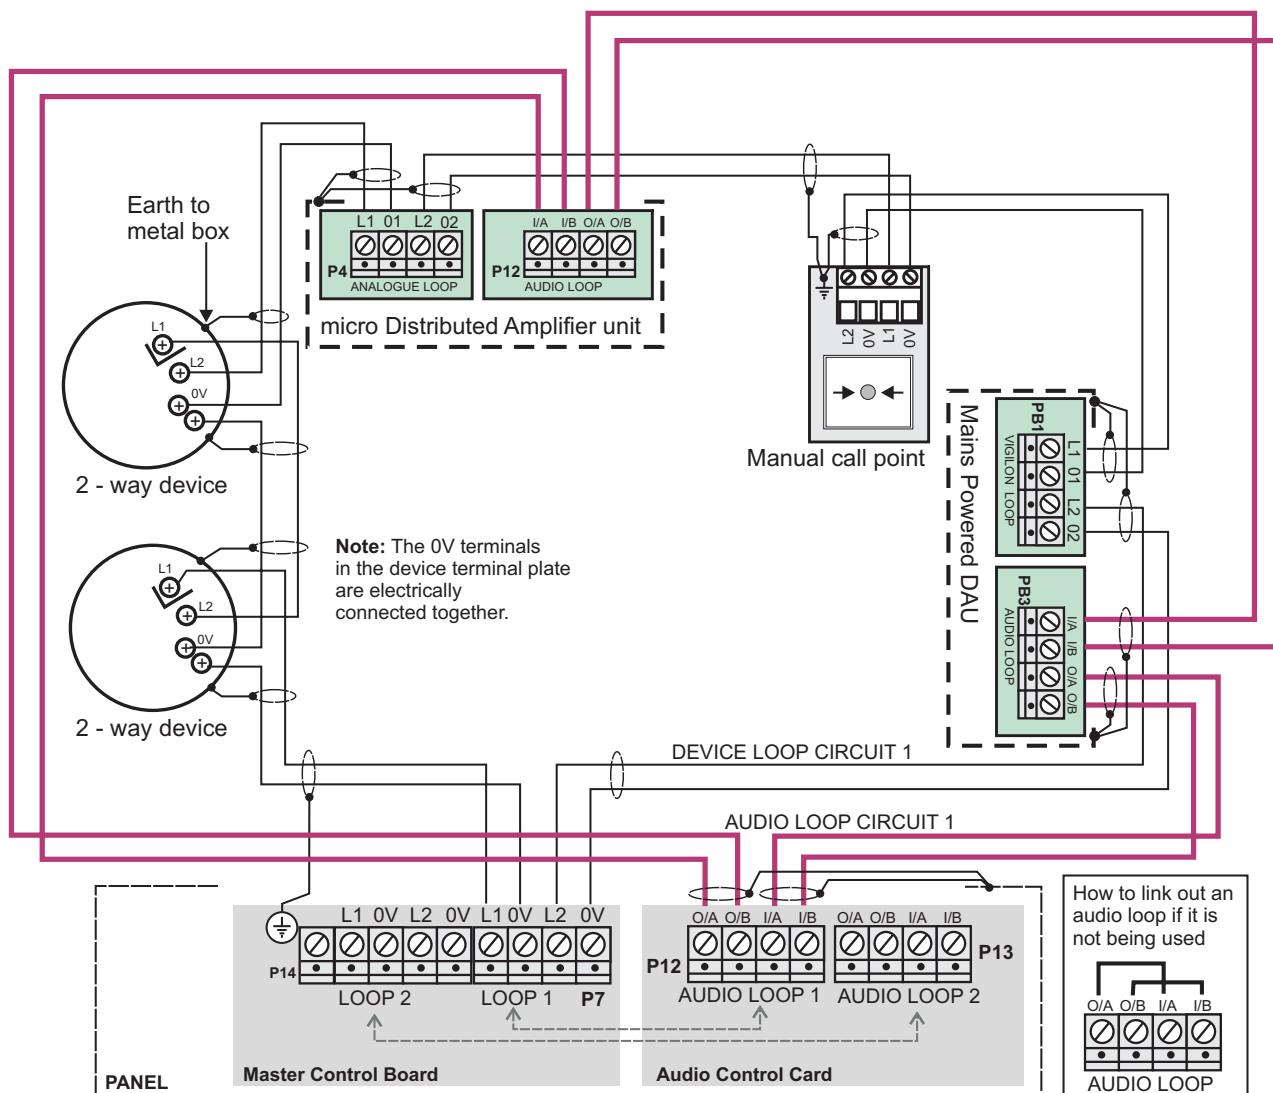 Earth to
metal box
L1 01 L2 02
P4
ANALOGUE LOOP
I/A I/B O/A O/B
P12
AUDIO LOOP
micro Distributed Amplifier unit
L1
L2
0V
2 - way device
L2
0V
L1
0V
Manual call point
Mains Powered DAU
PB1
VIGILON LOOP
L1 01 L2 02
PB3
AUDIO LOOP
I/A I/B O/A O/B
Note: The 0V terminals
in the device terminal plate
are electrically
connected together.
L1
L2
0V
2 - way device
DEVICE LOOP CIRCUIT 1
AUDIO LOOP CIRCUIT 1
L1 0V L2 0V L1 0V L2 0V
P14
LOOP 2
LOOP 1
P7
Master Control Board
O/A O/B I/A I/B
O/A O/B I/A I/B
P12
P13
AUDIO LOOP 1
AUDIO LOOP 2
Audio Control Card
PANEL
How to link out an
audio loop if it is
not being used
O/A O/B I/A I/B
AUDIO LOOP